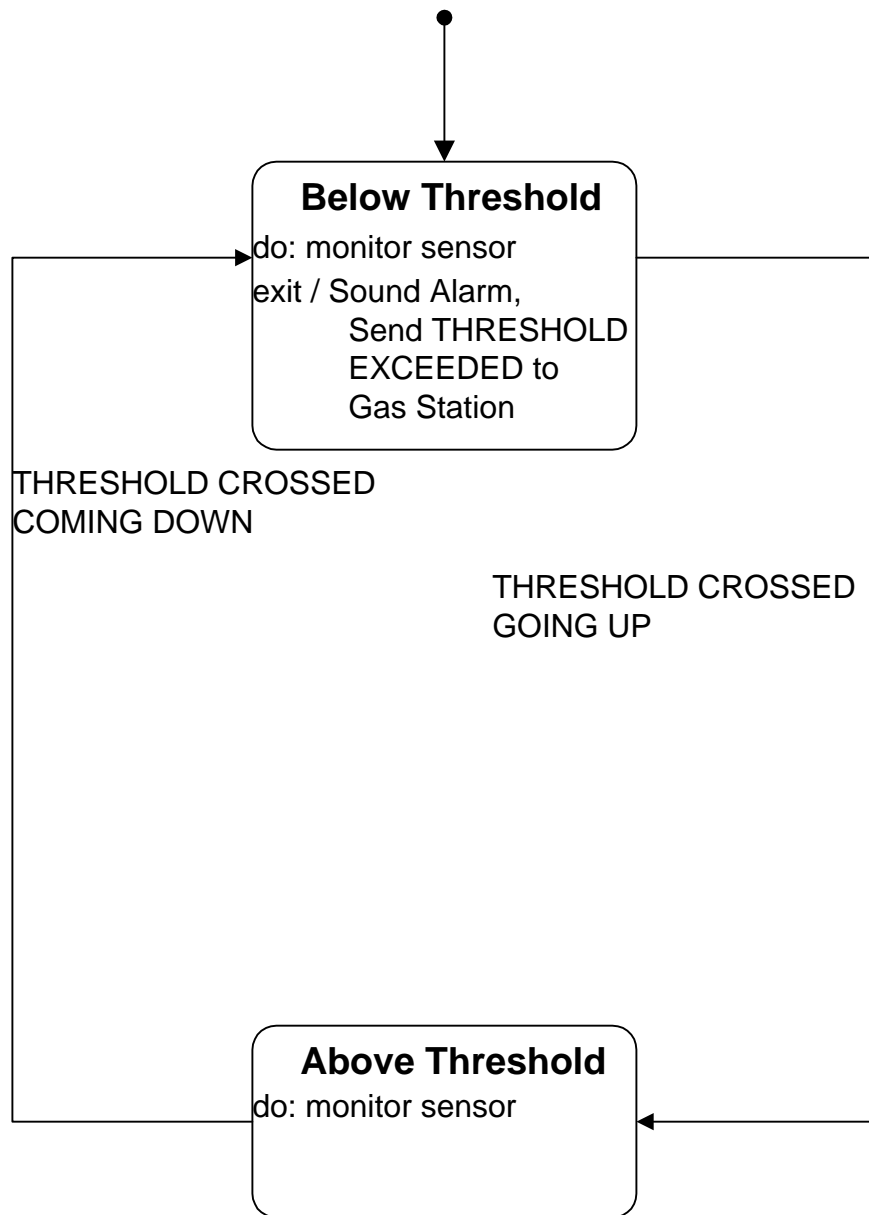 Below Threshold
do: monitor sensor
exit / Sound Alarm,
Send THRESHOLD
EXCEEDED to
Gas Station
THRESHOLD CROSSED
COMING DOWN
THRESHOLD CROSSED
GOING UP
Above Threshold
do: monitor sensor